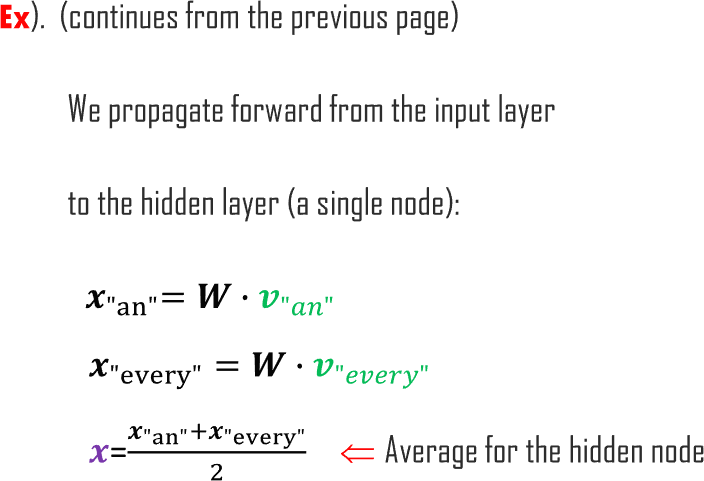 Ex). (continues from the previous page)
We propagate forward from the input layer
to the hidden layer (a single node):
x"an"= W · v"an"
x"every" = W · v"every"
x=x"an"+x"every"/2 ⇐ Average for the hidden node